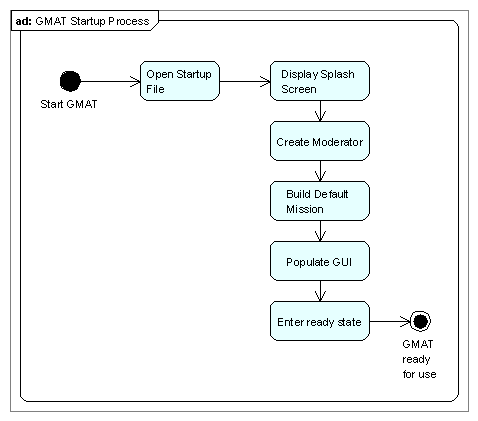 ad: GMAT Startup Process
Start GMAT
Open Startup
File
Display Splash
Screen
Create Moderator
Build Default
Mission
Populate GUI
Enter ready state
GMAT
ready
for use